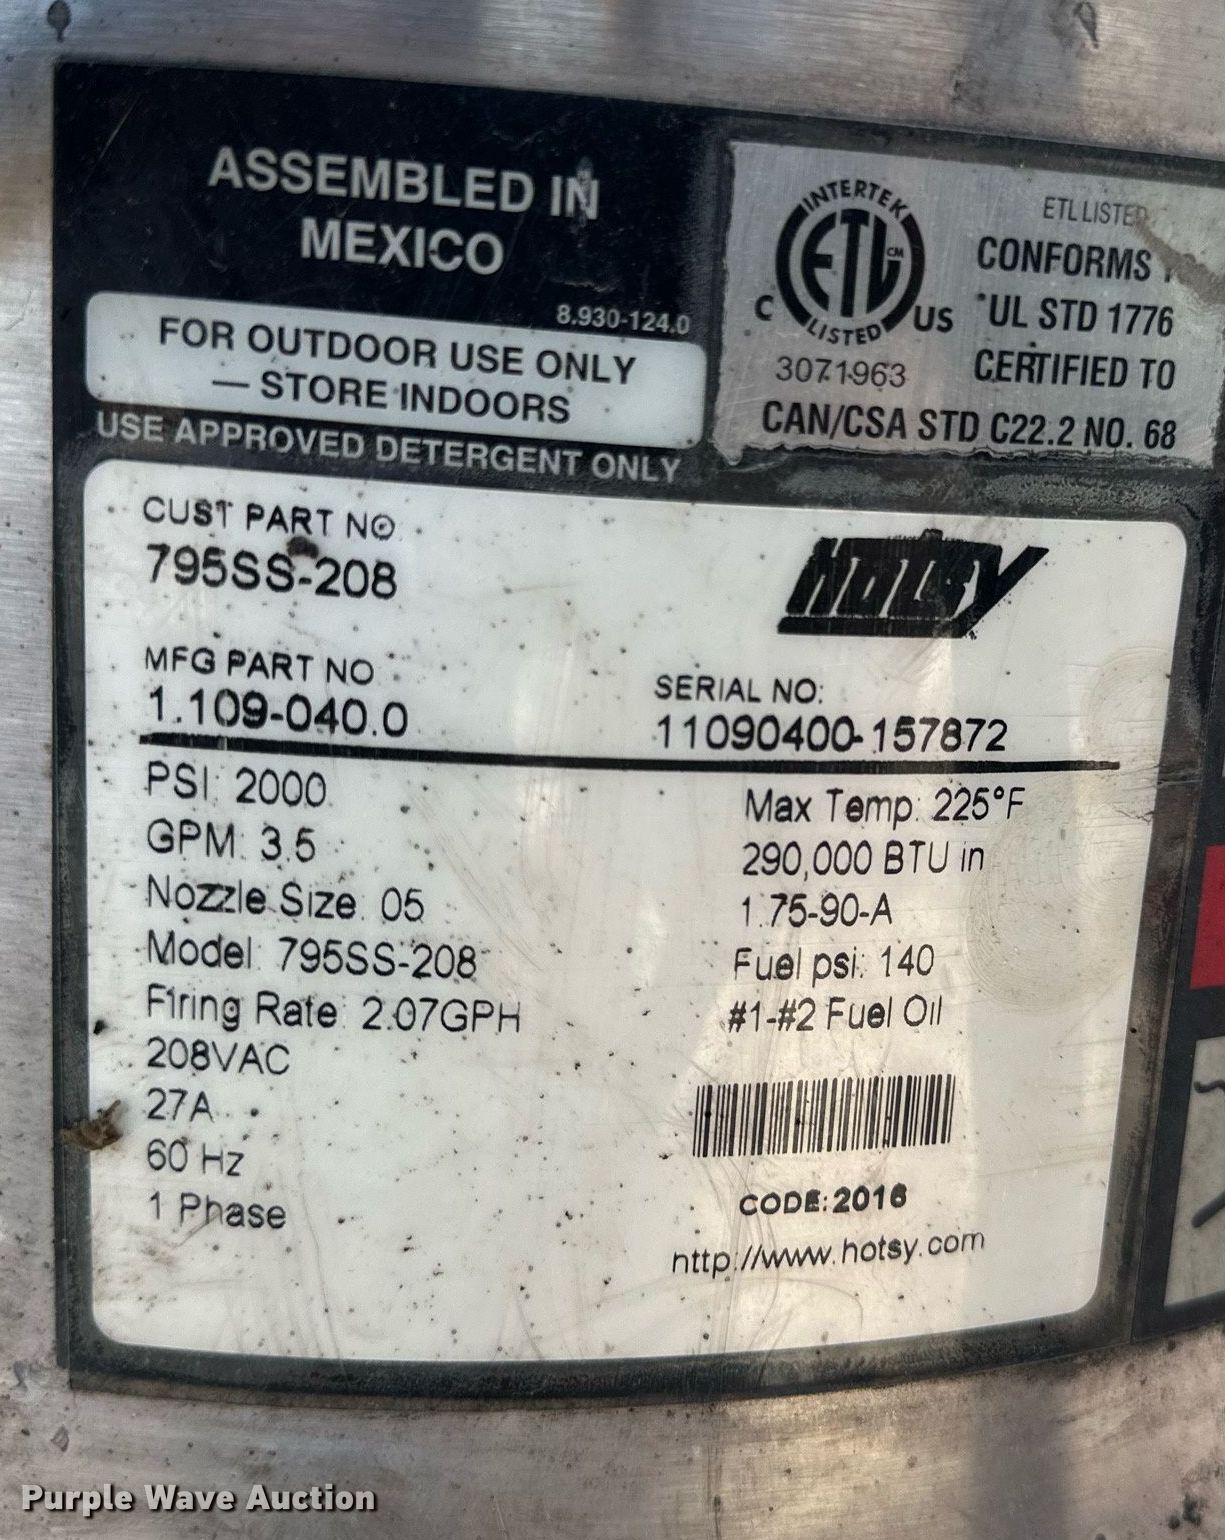 ASSEMBLED IN
MEXICO
8.930-124.0
FOR OUTDOOR USE ONLY
— STORE INDOORS
USE APPROVED DETERGENT ONLY
INTERTEK
ETL CM
LISTED
C US
3071963
ETL LISTED
CONFORMS
UL STD 1776
CERTIFIED TO
CAN/CSA STD C22.2 NO. 68
CUST PART NO
795SS-208
HOTSY
MFG PART NO
1.109-040.0
SERIAL NO:
11090400-157872
PSI: 2000
GPM: 3.5
Nozzle Size: 05
Model: 795SS-208
Firing Rate: 2.07GPH
208VAC
27A
60 Hz
1 Phase
Max Temp: 225°F
290,000 BTU in
1.75-90-A
Fuel psi: 140
#1-#2 Fuel Oil
CODE:2016
http://www.hotsy.com
Purple Wave Auction